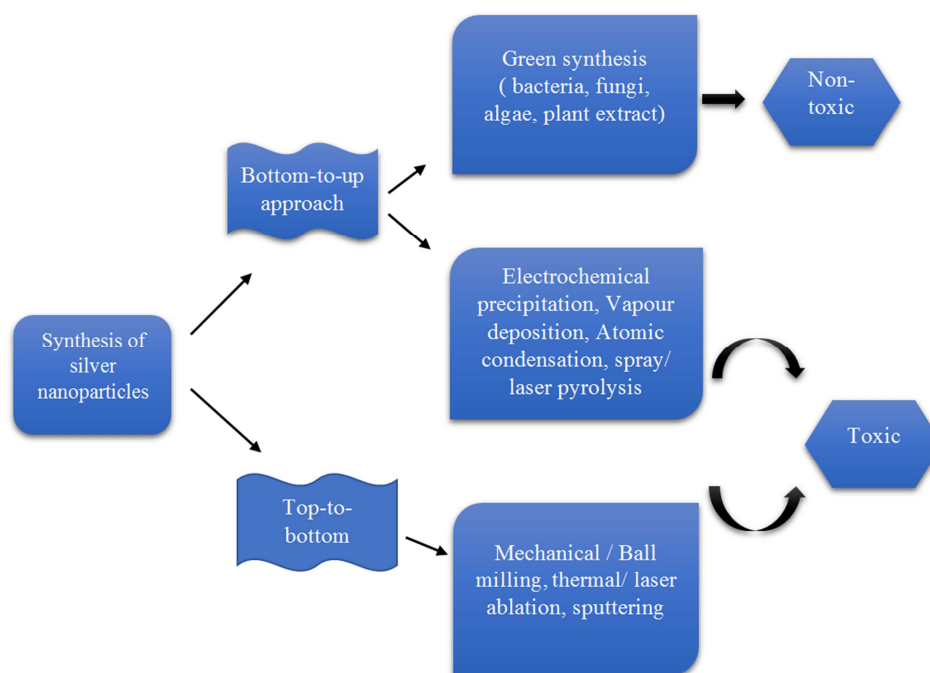 Green synthesis
( bacteria, fungi,
algae, plant extract)
Non-
toxic
Bottom-to-up
approach
Electrochemical
precipitation, Vapour
deposition, Atomic
condensation, spray/
laser pyrolysis
Synthesis of
silver
nanoparticles
Toxic
Top-to-
bottom
Mechanical / Ball
milling, thermal/ laser
ablation, sputtering